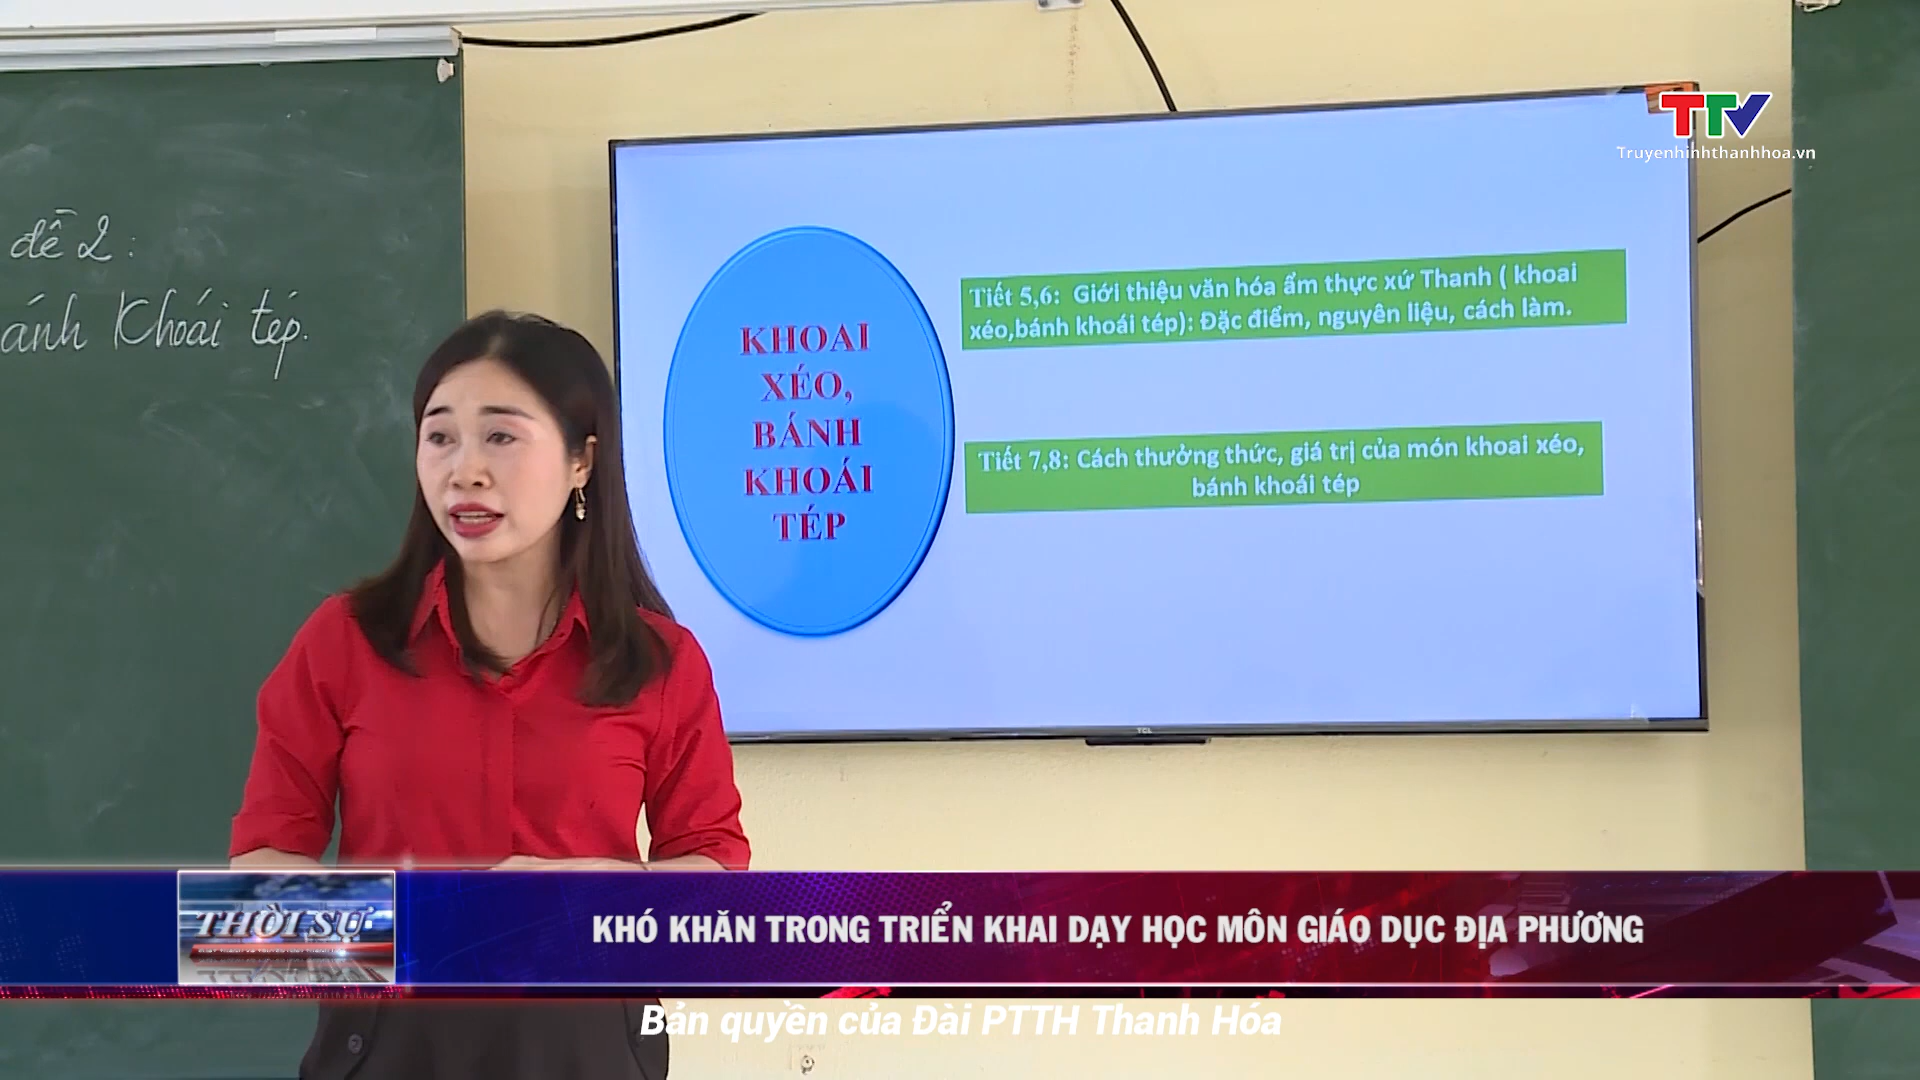 đề 2:
ánh Khoái tép.
TTV
Truyenhinhthanhhoa.vn
KHOAI
XÉO,
BÁNH
KHOÁI
TÉP
Tiết 5,6: Giới thiệu văn hóa ẩm thực xứ Thanh ( khoai
xéo,bánh khoái tép): Đặc điểm, nguyên liệu, cách làm.
Tiết 7,8: Cách thưởng thức, giá trị của món khoai xéo,
bánh khoái tép
TCL
THỜI SỰ
KHÓ KHĂN TRONG TRIỂN KHAI DẠY HỌC MÔN GIÁO DỤC ĐỊA PHƯƠNG
Bản quyền của Đài PTTH Thanh Hóa